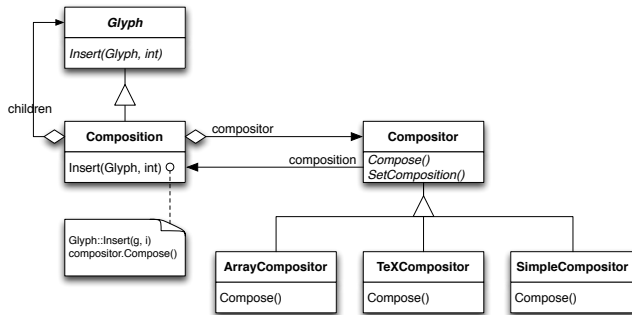 Glyph
Insert(Glyph, int)
children
Composition
Insert(Glyph, int)
compositor
composition
Compositor
Compose()
SetComposition()
Glyph::Insert(g, i)
compositor.Compose()
ArrayCompositor
Compose()
TeXCompositor
Compose()
SimpleCompositor
Compose()